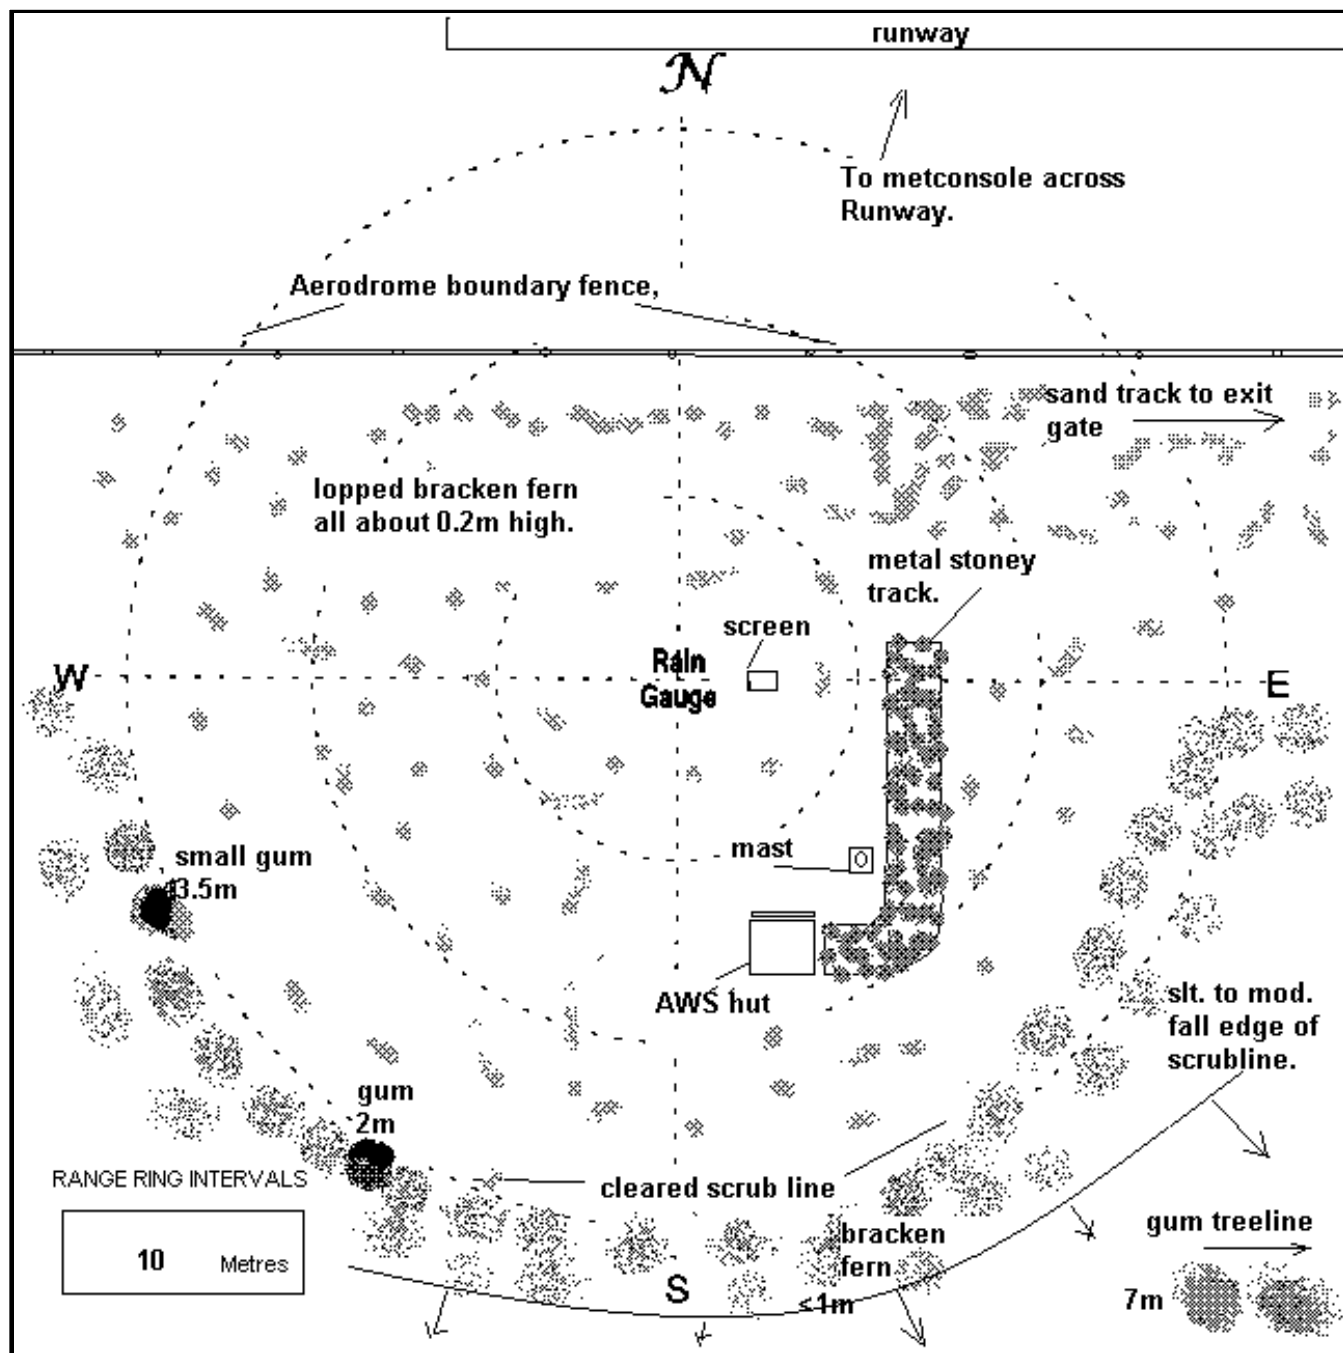 runway
N
To metconsole across
Runway.
Aerodrome boundary fence,
sand track to exit
gate
lopped bracken fern
all about 0.2m high.
metal stoney
track.
screen
W
Rain
Gauge
E
mast
small gum
3.5m
AWS hut
slt. to mod.
fall edge of
scrubline.
gum
2m
RANGE RING INTERVALS
10 Metres
cleared scrub line
bracken
fern
<1m
S
gum treeline
7m